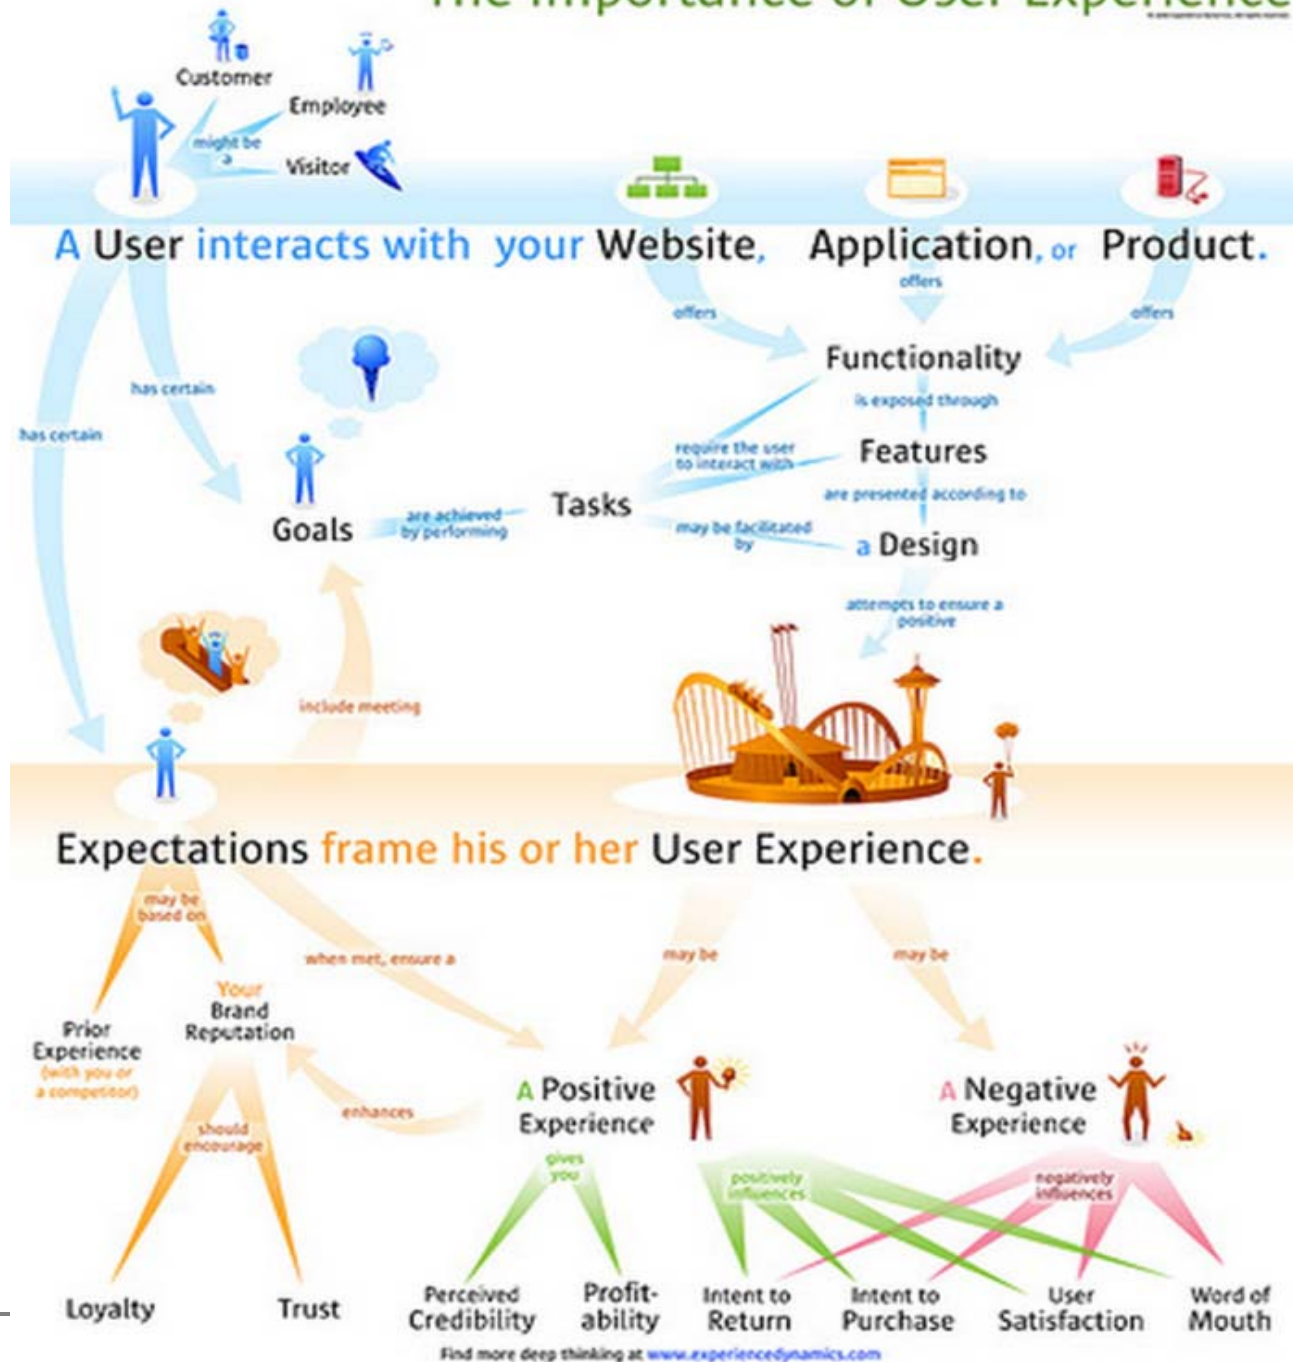 The Importance of User Experience
Customer
Employee
might be
a
Visitor
A User interacts with your Website, Application, or Product.
offers
offers
offers
Functionality
has certain
has certain
is exposed through
require the user
to interact with
Features
are presented according to
Tasks
Goals
are achieved
by performing
may be facilitated
by
a Design
attempts to ensure a
positive
include meeting
Expectations frame his or her User Experience.
may be
based on
when met, ensure a
may be
may be
Your
Brand
Reputation
Prior
Experience
(with you or
a competitor)
A Positive
Experience
A Negative
Experience
enhances
should
encourage
gives
you
positively
influences
negatively
influences
Loyalty
Trust
Perceived
Credibility
Profit-
ability
Intent to
Return
Intent to
Purchase
User
Satisfaction
Word of
Mouth
Find more deep thinking at www.experiencedynamics.com